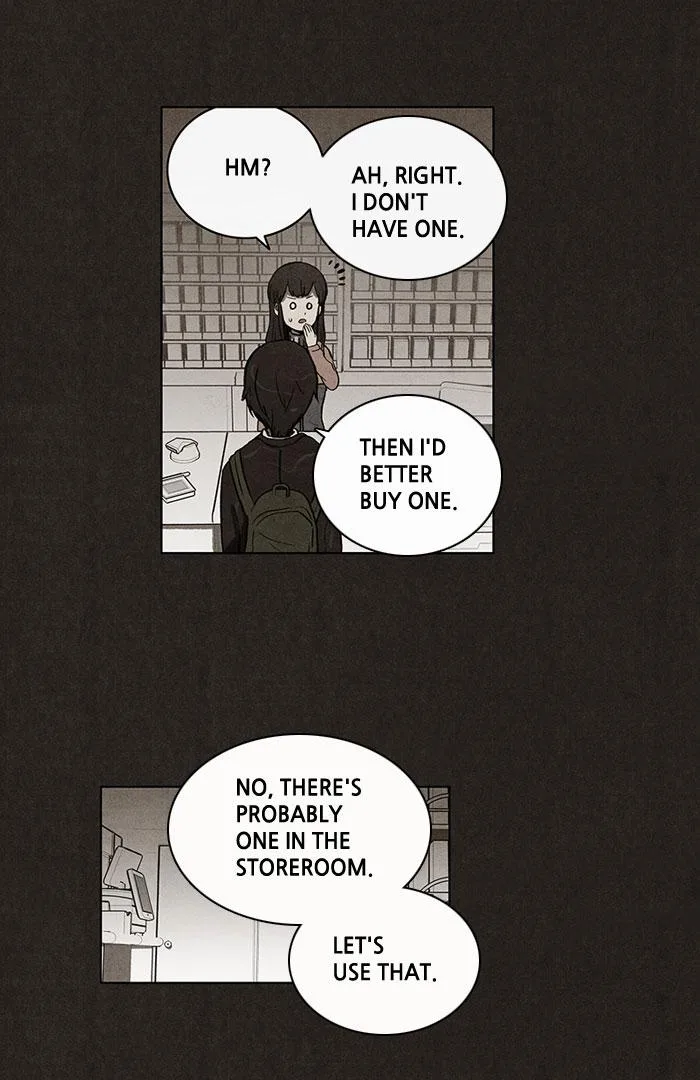 HM?
AH, RIGHT.
I DON'T
HAVE ONE.
THEN I'D
BETTER
BUY ONE.
NO, THERE'S
PROBABLY
ONE IN THE
STOREROOM.
LET'S
USE THAT.